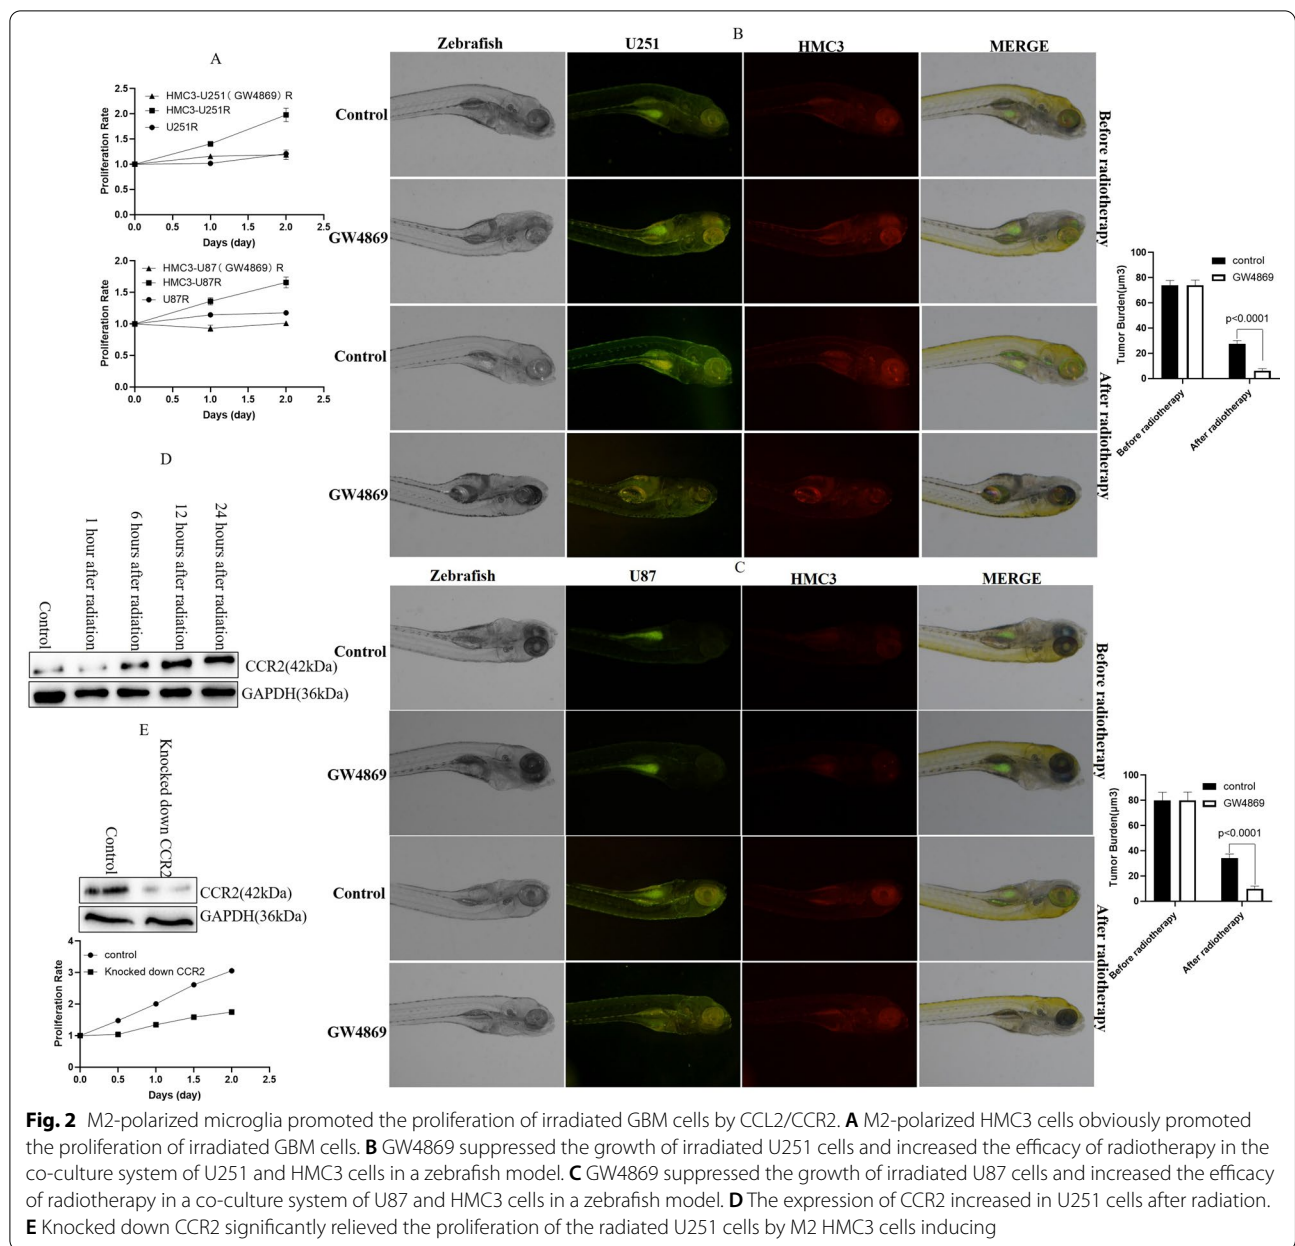 A
2.5
2.0
1.5
1.0
0.5
0.0
Proliferation Rate
HMC3-U251( GW4869) R
HMC3-U251R
U251R
0.0 0.5 1.0 1.5 2.0 2.5
Days (day)
2.0
1.5
1.0
0.5
0.0
Proliferation Rate
HMC3-U87( GW4869) R
HMC3-U87R
U87R
0.0 0.5 1.0 1.5 2.0 2.5
Days (day)
B
Zebrafish U251 HMC3 MERGE
Control
GW4869
Control
GW4869
Before radiotherapy
After radiotherapy
control
GW4869
100
80
60
40
20
0
Tumor Burden(μm3)
p<0.0001
Before radiotherapy
After radiotherapy
C
Zebrafish U87 HMC3 MERGE
Control
GW4869
Control
GW4869
Before radiotherapy
After radiotherapy
control
GW4869
100
80
60
40
20
0
Tumor Burden(μm3)
p<0.0001
Before radiotherapy
After radiotherapy
D
Control
1 hour after radiation
6 hours after radiation
12 hours after radiation
24 hours after radiation
CCR2(42kDa)
GAPDH(36kDa)
E
Control
Knocked down CCR2
CCR2(42kDa)
GAPDH(36kDa)
4
3
2
1
0
Proliferation Rate
control
Knocked down CCR2
0.0 0.5 1.0 1.5 2.0 2.5
Days (day)
Fig. 2 M2-polarized microglia promoted the proliferation of irradiated GBM cells by CCL2/CCR2. A M2-polarized HMC3 cells obviously promoted
the proliferation of irradiated GBM cells. B GW4869 suppressed the growth of irradiated U251 cells and increased the efficacy of radiotherapy in the
co-culture system of U251 and HMC3 cells in a zebrafish model. C GW4869 suppressed the growth of irradiated U87 cells and increased the efficacy
of radiotherapy in a co-culture system of U87 and HMC3 cells in a zebrafish model. D The expression of CCR2 increased in U251 cells after radiation.
E Knocked down CCR2 significantly relieved the proliferation of the radiated U251 cells by M2 HMC3 cells inducing